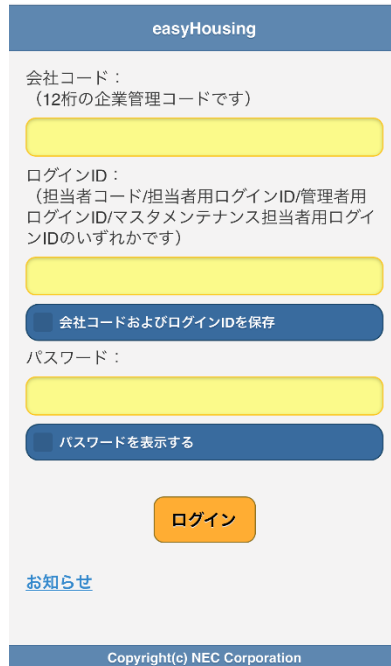 easyHousing
会社コード：
（12桁の企業管理コードです）
ログインID：
（担当者コード/担当者用ログインID/管理者用
ログインID/マスタメンテナンス担当者用ログイ
ンIDのいずれかです）
会社コードおよびログインIDを保存
パスワード：
パスワードを表示する
ログイン
お知らせ
Copyright(c) NEC Corporation